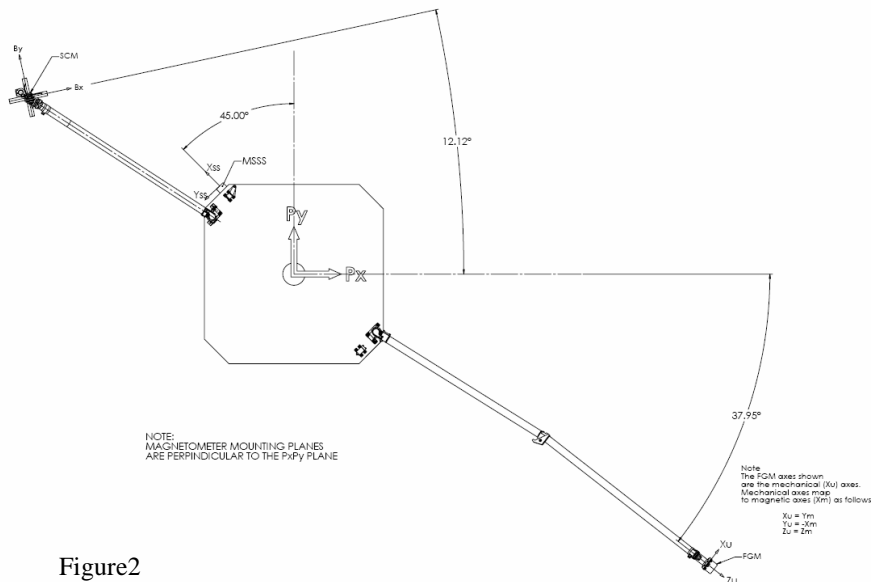 By
SCM
Bx
45.00°
12.12°
Xss
MSSS
Yss
Py
Px
37.95°
NOTE:
MAGNETOMETER MOUNTING PLANES
ARE PERPINDICULAR TO THE PxPy PLANE
Note
The FGM axes shown
are the mechanical (Xu) axes.
Mechanical axes map
to magnetic axes (Xm) as follows
Xu = Ym
Yu = -Xm
Zu = Zm
Xu
FGM
Zu
Figure2